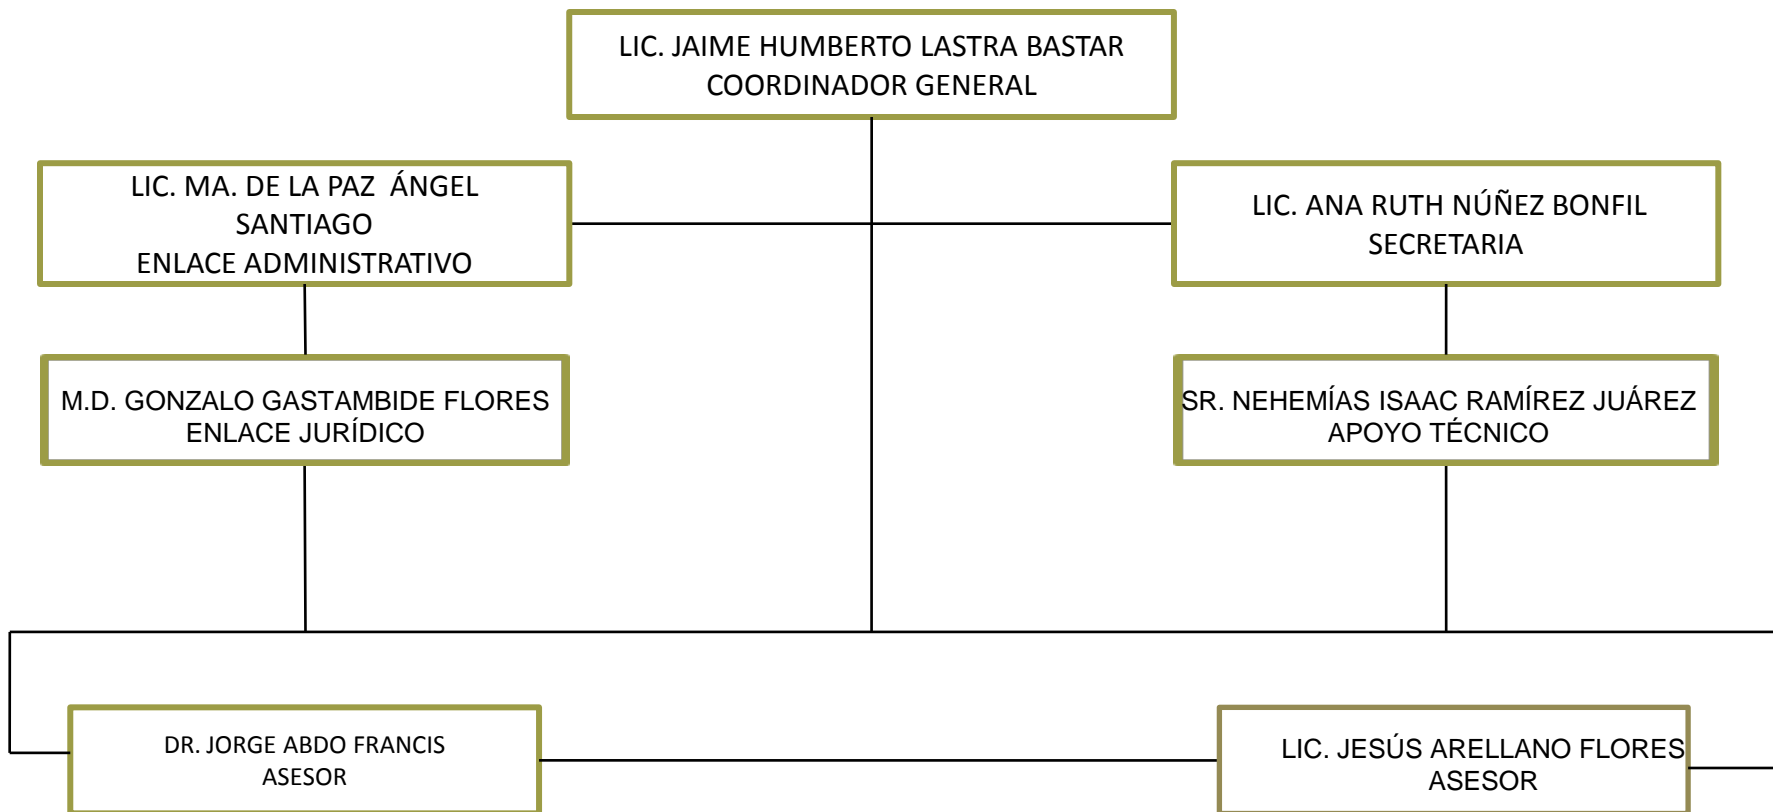 LIC. JAIME HUMBERTO LASTRA BASTAR
COORDINADOR GENERAL
LIC. MA. DE LA PAZ ÁNGEL
SANTIAGO
ENLACE ADMINISTRATIVO
LIC. ANA RUTH NÚÑEZ BONFIL
SECRETARIA
M.D. GONZALO GASTAMBIDE FLORES
ENLACE JURÍDICO
SR. NEHEMÍAS ISAAC RAMÍREZ JUÁREZ
APOYO TÉCNICO
DR. JORGE ABDO FRANCIS
ASESOR
LIC. JESÚS ARELLANO FLORES
ASESOR